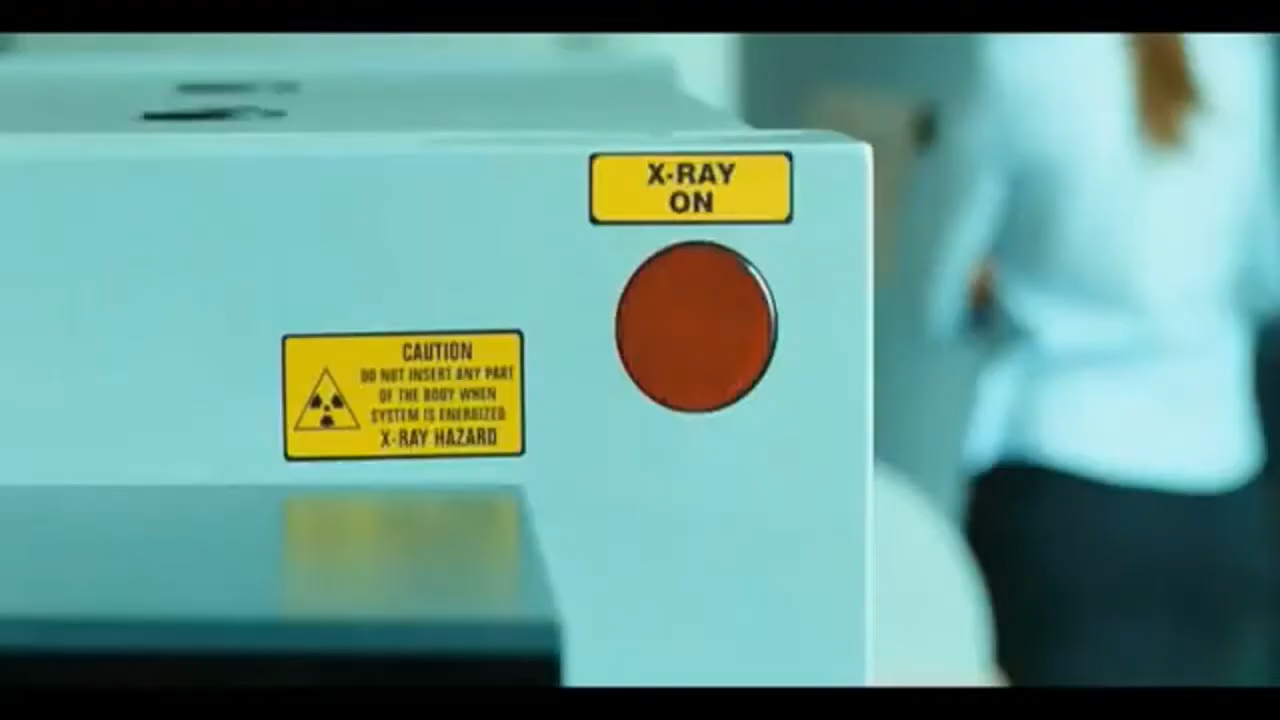 X-RAY
ON
CAUTION
DO NOT INSERT ANY PART
OF THE BODY WHEN
SYSTEM IS ENERGIZED
X-RAY HAZARD